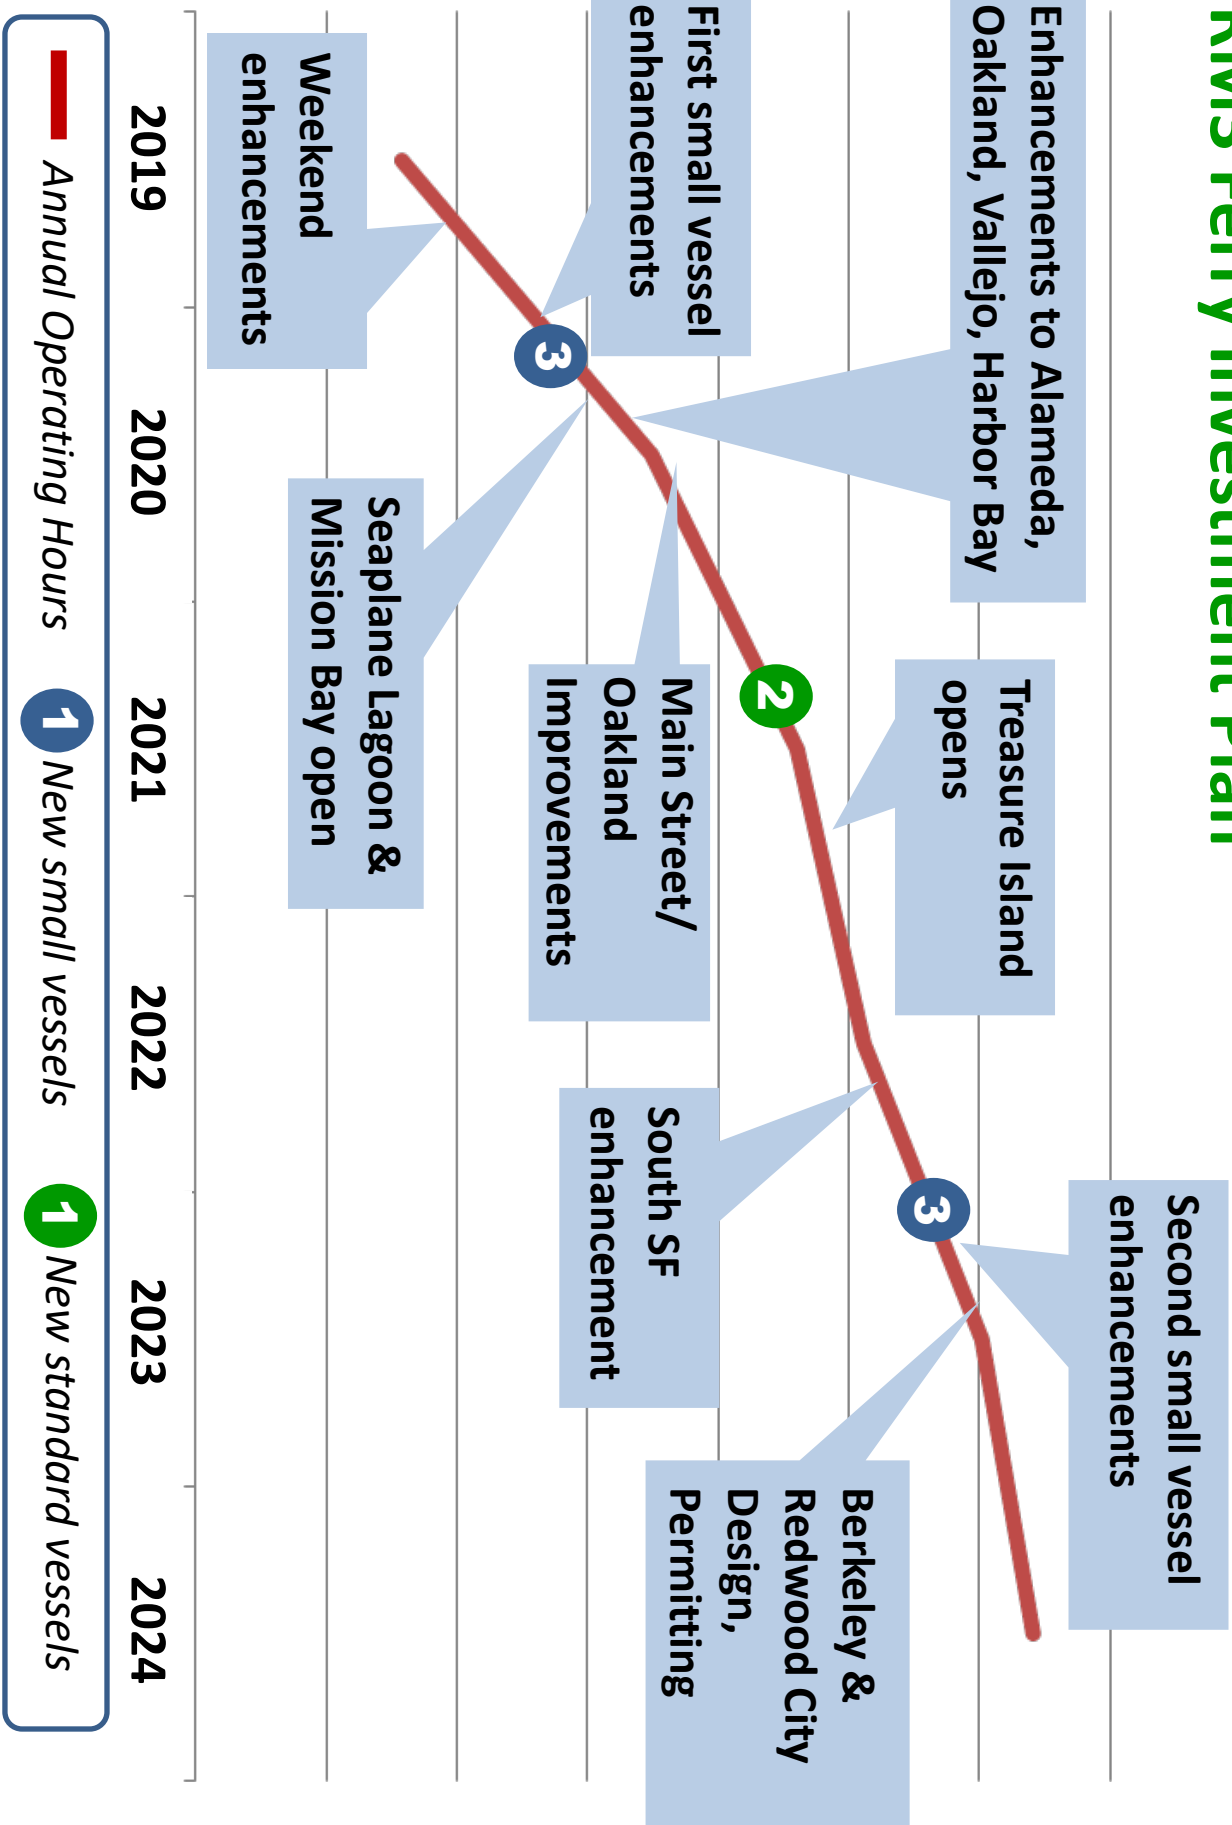 RM3 Ferry Investment Plan
Enhancements to Alameda,
Oakland, Vallejo, Harbor Bay
First small vessel
enhancements
Weekend
enhancements
Treasure Island
opens
Second small vessel
enhancements
3
2
3
Main Street/
Oakland
Improvements
Seaplane Lagoon &
Mission Bay open
South SF
enhancement
Berkeley &
Redwood City
Design,
Permitting
2019 2020 2021 2022 2023 2024
Annual Operating Hours 1 New small vessels 1 New standard vessels